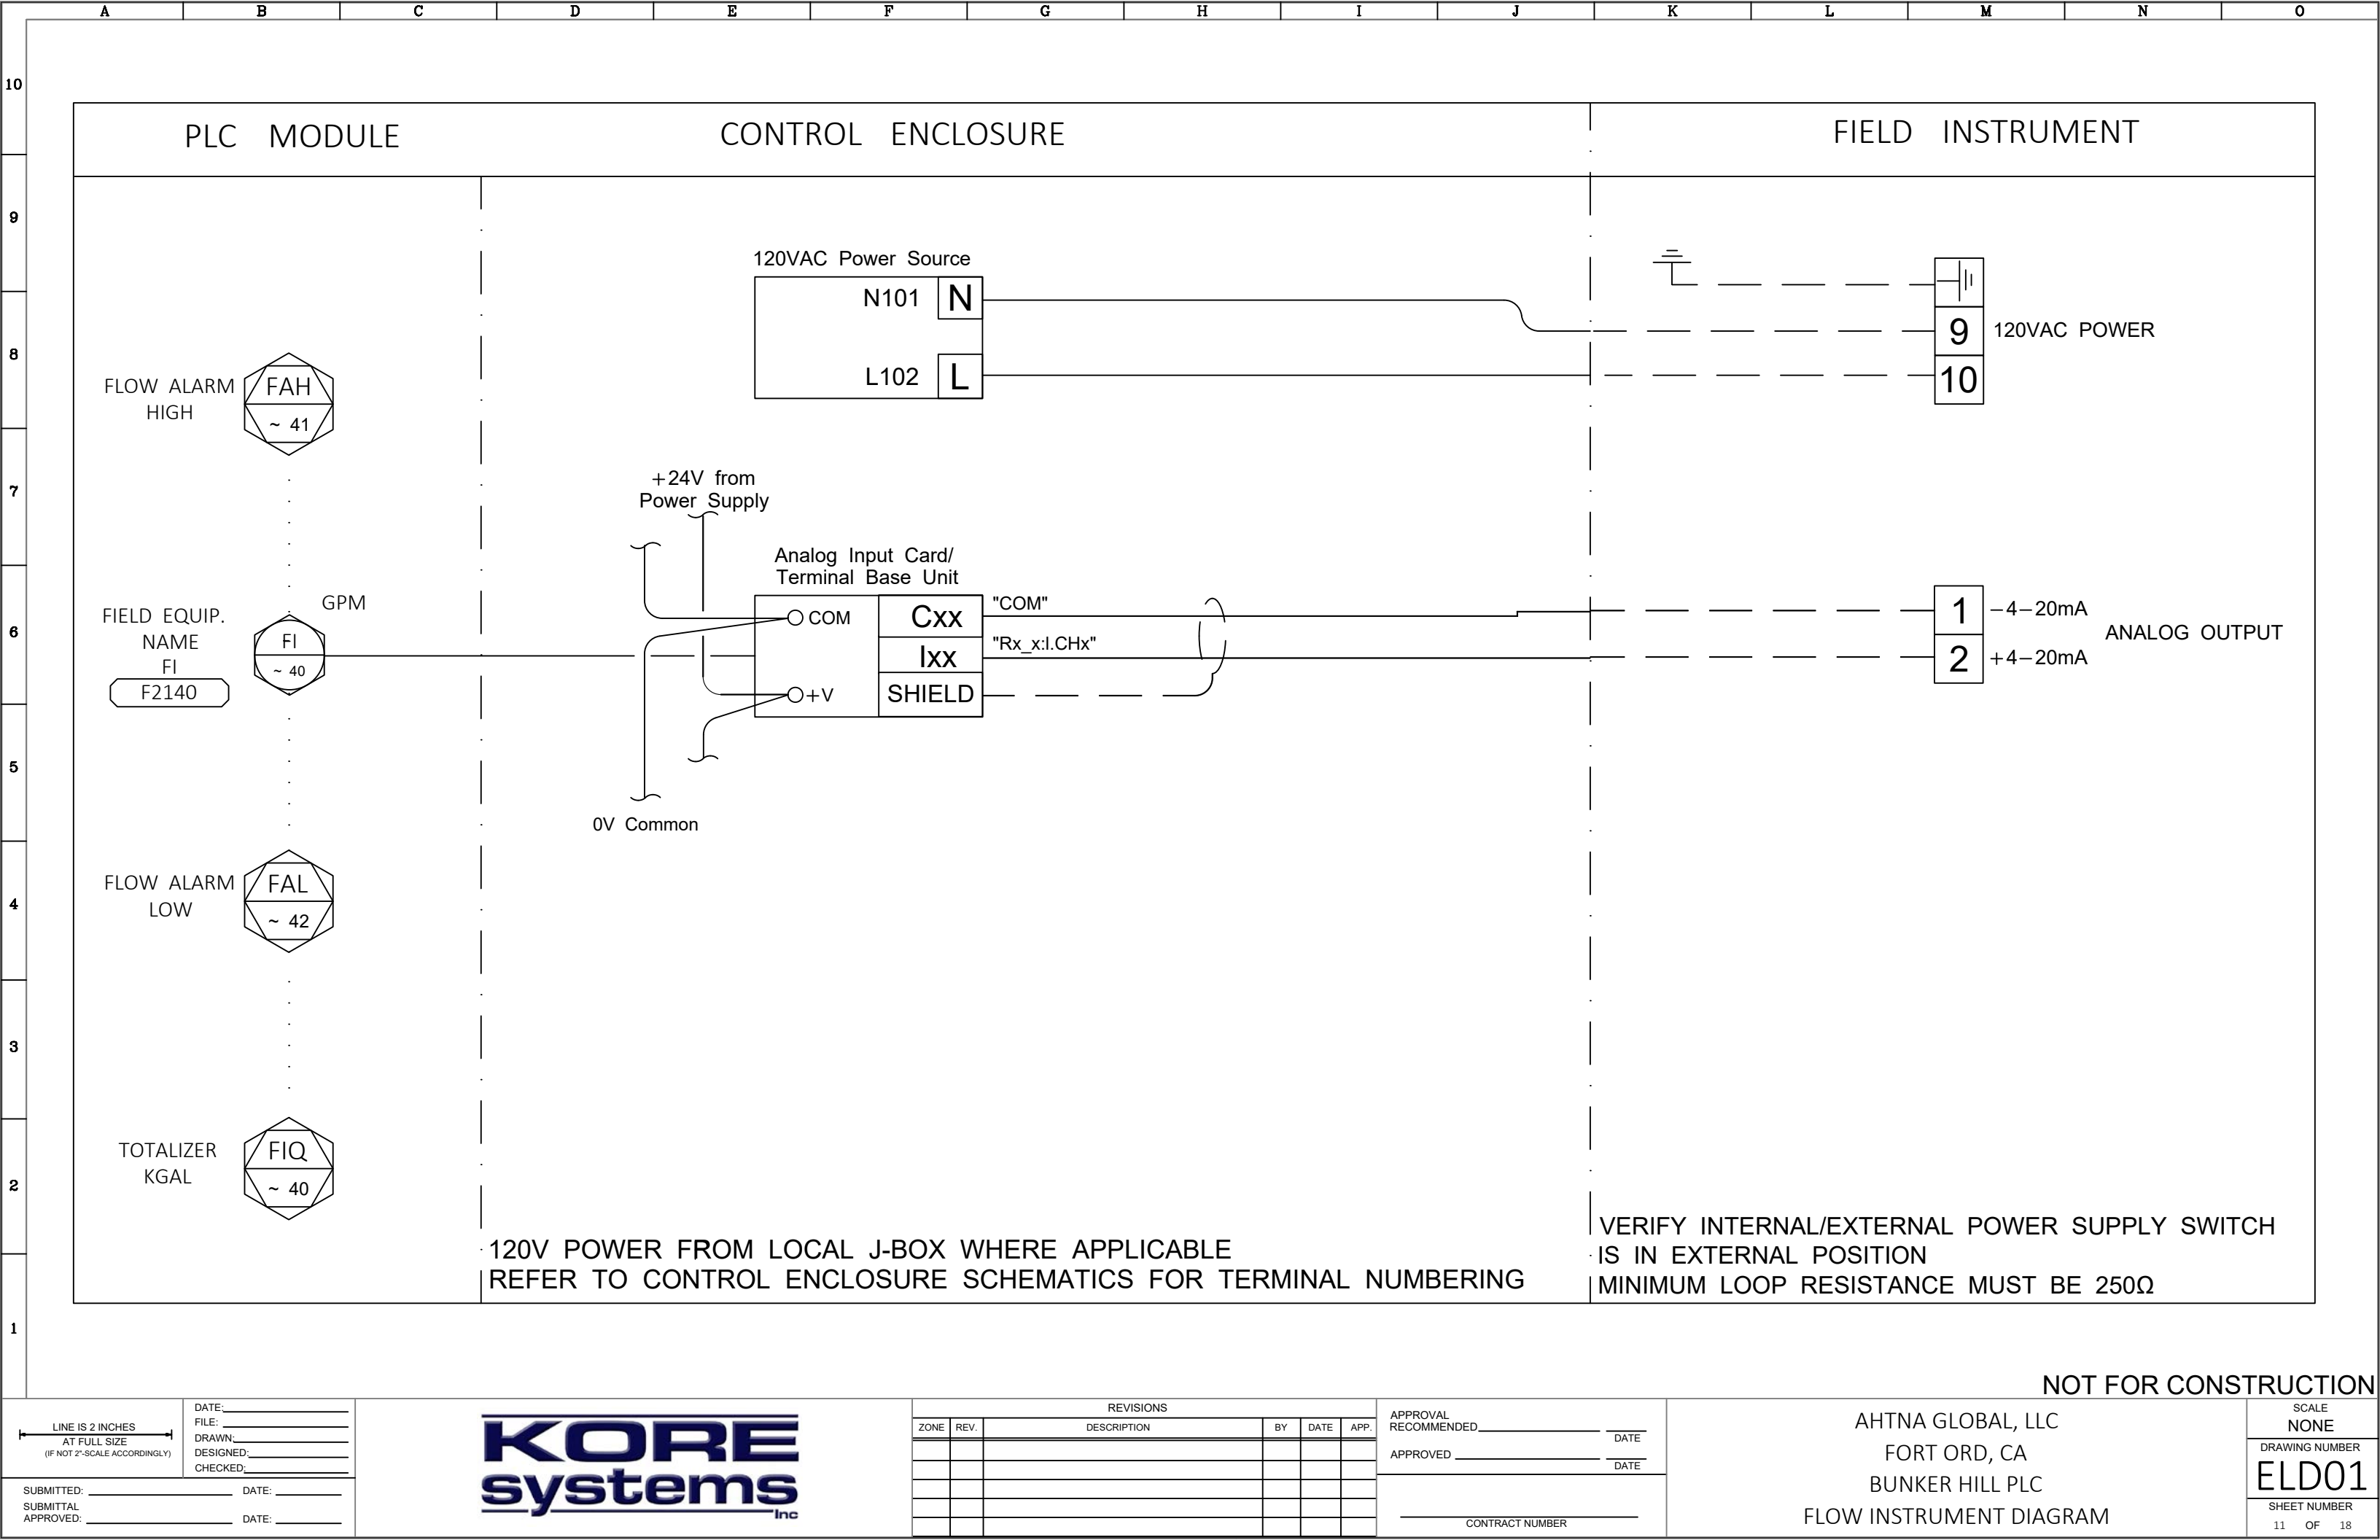 A B C D E F G H I J K L M N O
10
9
8
7
6
5
4
3
2
1
PLC MODULE
CONTROL ENCLOSURE
FIELD INSTRUMENT
FLOW ALARM
HIGH
FAH
~ 41
FIELD EQUIP.
NAME
FI
F2140
GPM
FI
~ 40
FLOW ALARM
LOW
FAL
~ 42
TOTALIZER
KGAL
FIQ
~ 40
120VAC Power Source
N101 N
L102 L
+24V from
Power Supply
Analog Input Card/
Terminal Base Unit
COM
+V
Cxx
Ixx
SHIELD
"COM"
"Rx_x:I.CHx"
0V Common
9
10
120VAC POWER
1 −4−20mA
2 +4−20mA
ANALOG OUTPUT
120V POWER FROM LOCAL J-BOX WHERE APPLICABLE
REFER TO CONTROL ENCLOSURE SCHEMATICS FOR TERMINAL NUMBERING
VERIFY INTERNAL/EXTERNAL POWER SUPPLY SWITCH
IS IN EXTERNAL POSITION
MINIMUM LOOP RESISTANCE MUST BE 250Ω
NOT FOR CONSTRUCTION
LINE IS 2 INCHES
AT FULL SIZE
(IF NOT 2"-SCALE ACCORDINGLY)
DATE:
FILE:
DRAWN:
DESIGNED:
CHECKED:
SUBMITTED: DATE:
SUBMITTAL
APPROVED: DATE:
KORE
systems
Inc
REVISIONS
ZONE REV. DESCRIPTION BY DATE APP.
APPROVAL
RECOMMENDED
DATE
APPROVED
DATE
CONTRACT NUMBER
AHTNA GLOBAL, LLC
FORT ORD, CA
BUNKER HILL PLC
FLOW INSTRUMENT DIAGRAM
SCALE
NONE
DRAWING NUMBER
ELD01
SHEET NUMBER
11 OF 18